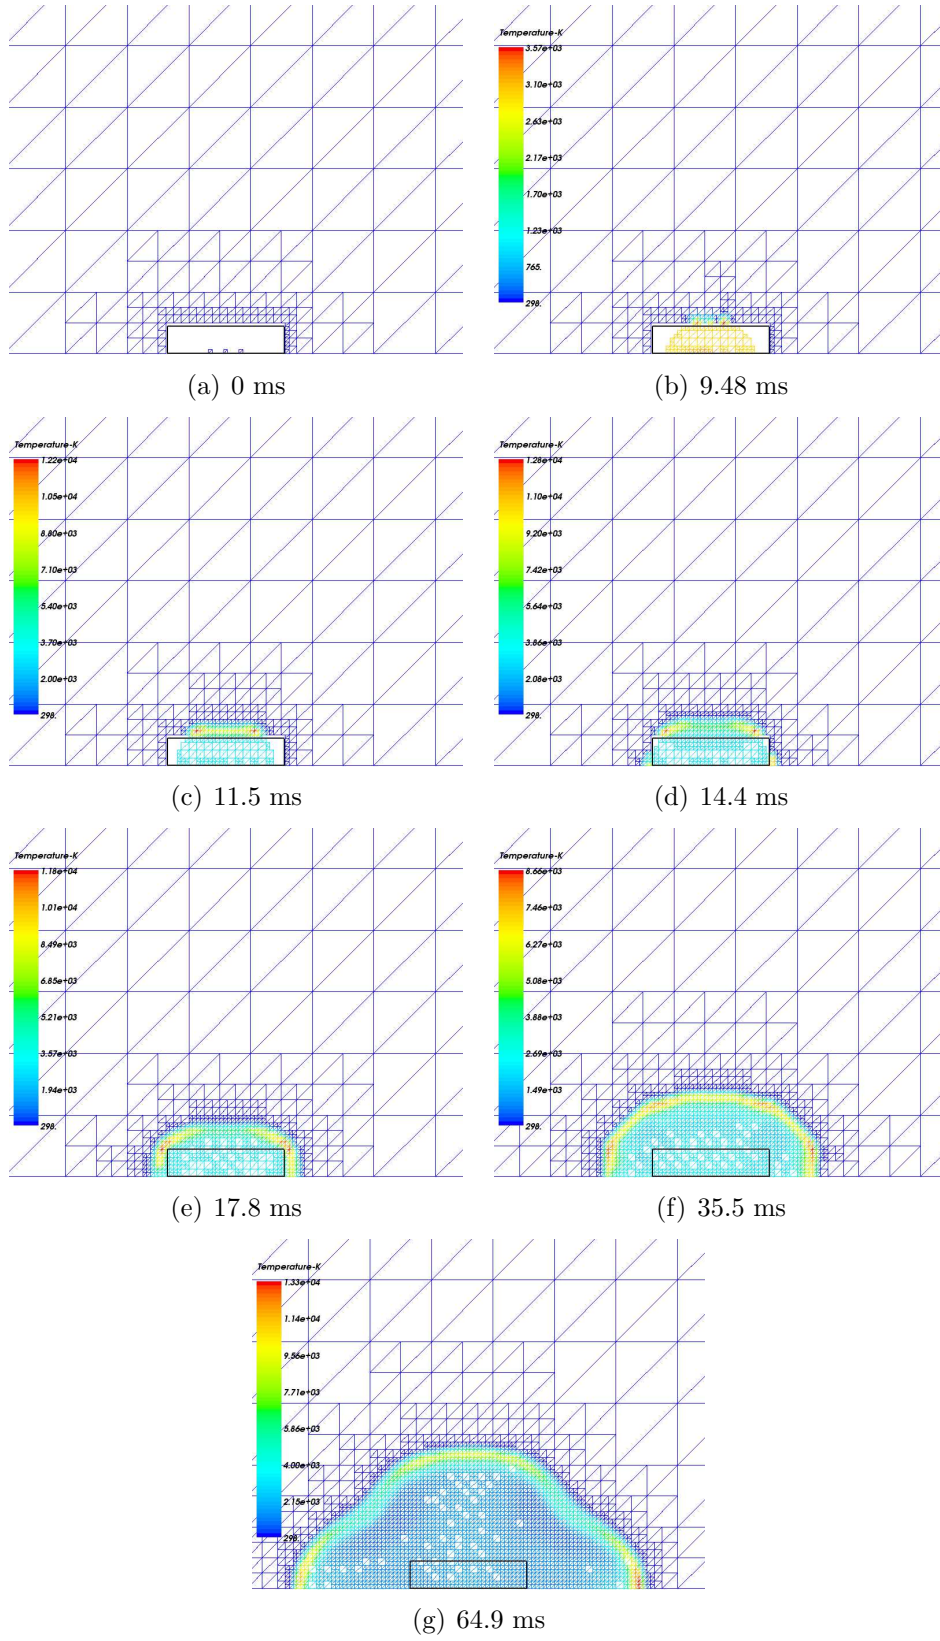 (a) 0 ms
Temperature-K
3.57e+03
3.10e+03
2.63e+03
2.17e+03
1.70e+03
1.23e+03
765.
298.
(b) 9.48 ms
Temperature-K
1.22e+04
1.05e+04
8.80e+03
7.10e+03
5.40e+03
3.70e+03
2.00e+03
298.
(c) 11.5 ms
Temperature-K
1.28e+04
1.10e+04
9.20e+03
7.42e+03
5.64e+03
3.86e+03
2.08e+03
298.
(d) 14.4 ms
Temperature-K
1.18e+04
1.01e+04
8.49e+03
6.85e+03
5.21e+03
3.57e+03
1.94e+03
298.
(e) 17.8 ms
Temperature-K
8.66e+03
7.46e+03
6.27e+03
5.08e+03
3.88e+03
2.69e+03
1.49e+03
298.
(f) 35.5 ms
Temperature-K
1.33e+04
1.14e+04
9.56e+03
7.71e+03
5.86e+03
4.00e+03
2.15e+03
298.
(g) 64.9 ms